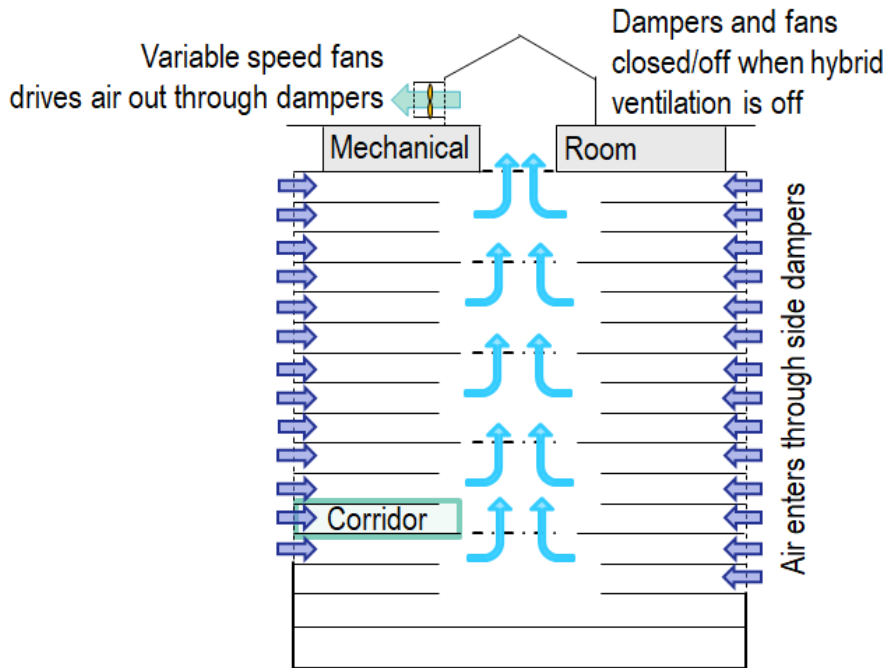 Variable speed fans
drives air out through dampers
Dampers and fans
closed/off when hybrid
ventilation is off
Mechanical
Room
Air enters through side dampers
Corridor